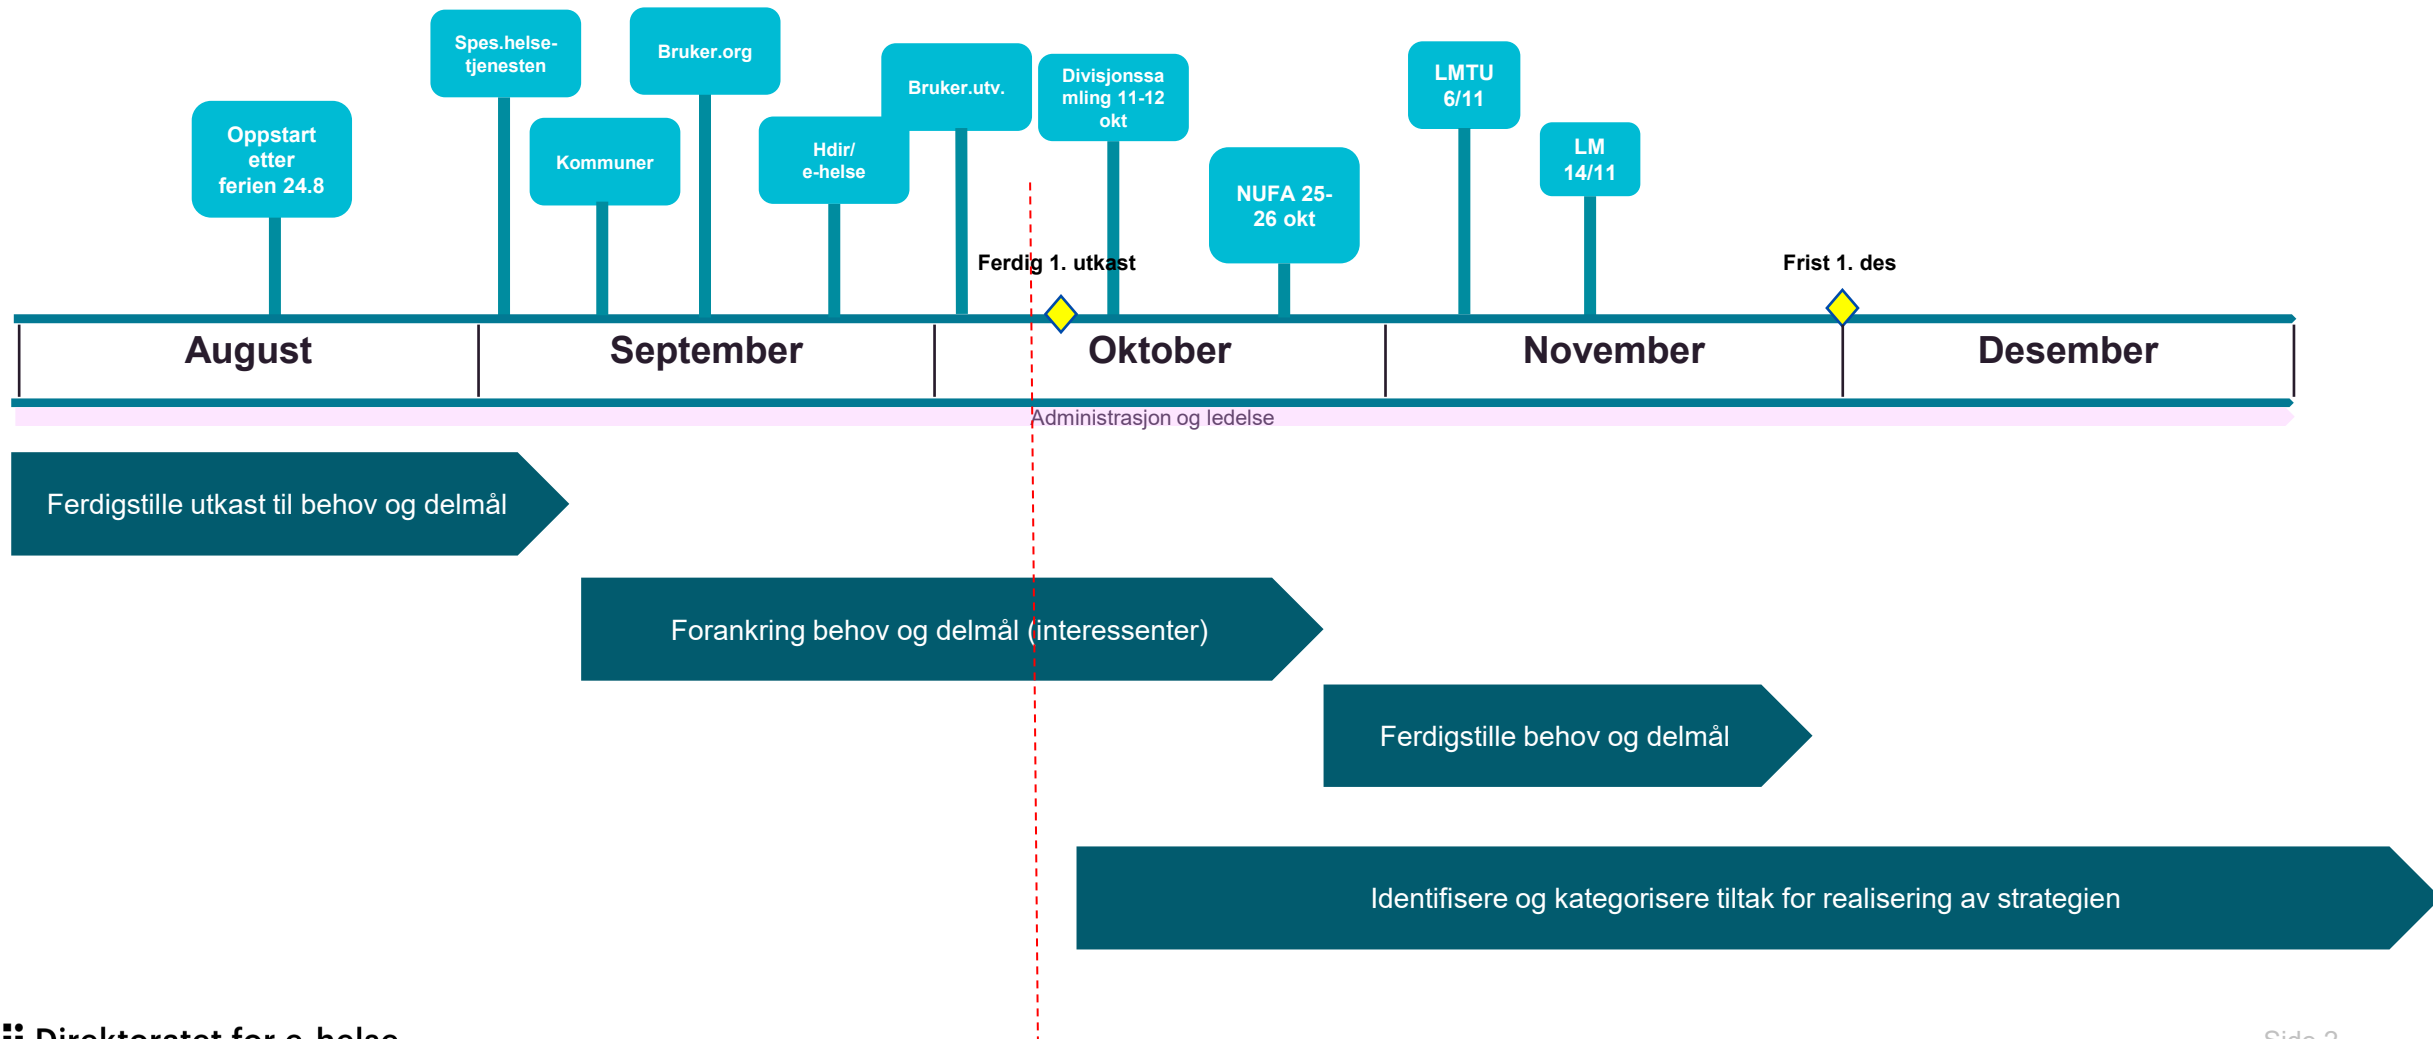 Spes.helse-
tjenesten
Bruker.org
Bruker.utv.
Divisjonssa
mling 11-12
okt
LMTU
6/11
Oppstart
etter
ferien 24.8
Kommuner
Hdir/
e-helse
NUFA 25-
26 okt
LM
14/11
Ferdig 1. utkast
Frist 1. des
August
September
Oktober
November
Desember
Administrasjon og ledelse
Ferdigstille utkast til behov og delmål
Forankring behov og delmål (interessenter)
Ferdigstille behov og delmål
Identifisere og kategorisere tiltak for realisering av strategien
Direktoratet for e-helse
Side 2